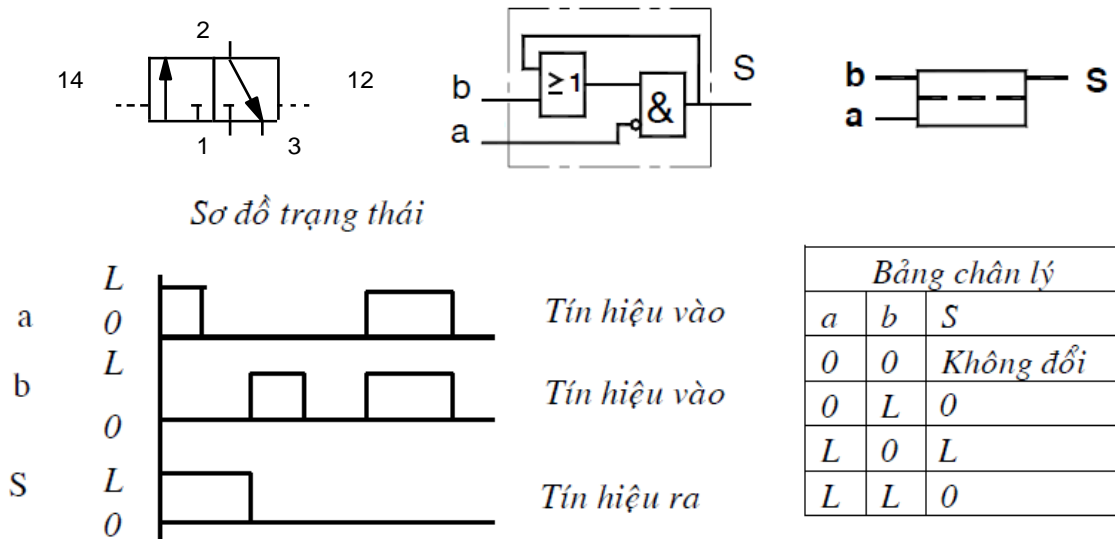 2
14
12
1
3
b
a
≥1
&
S
b
a
S
Sơ đồ trạng thái
L
a
0
Tín hiệu vào
L
b
0
Tín hiệu vào
L
S
0
Tín hiệu ra
Bảng chân lý
a b S
0 0 Không đổi
0 L 0
L 0 L
L L 0